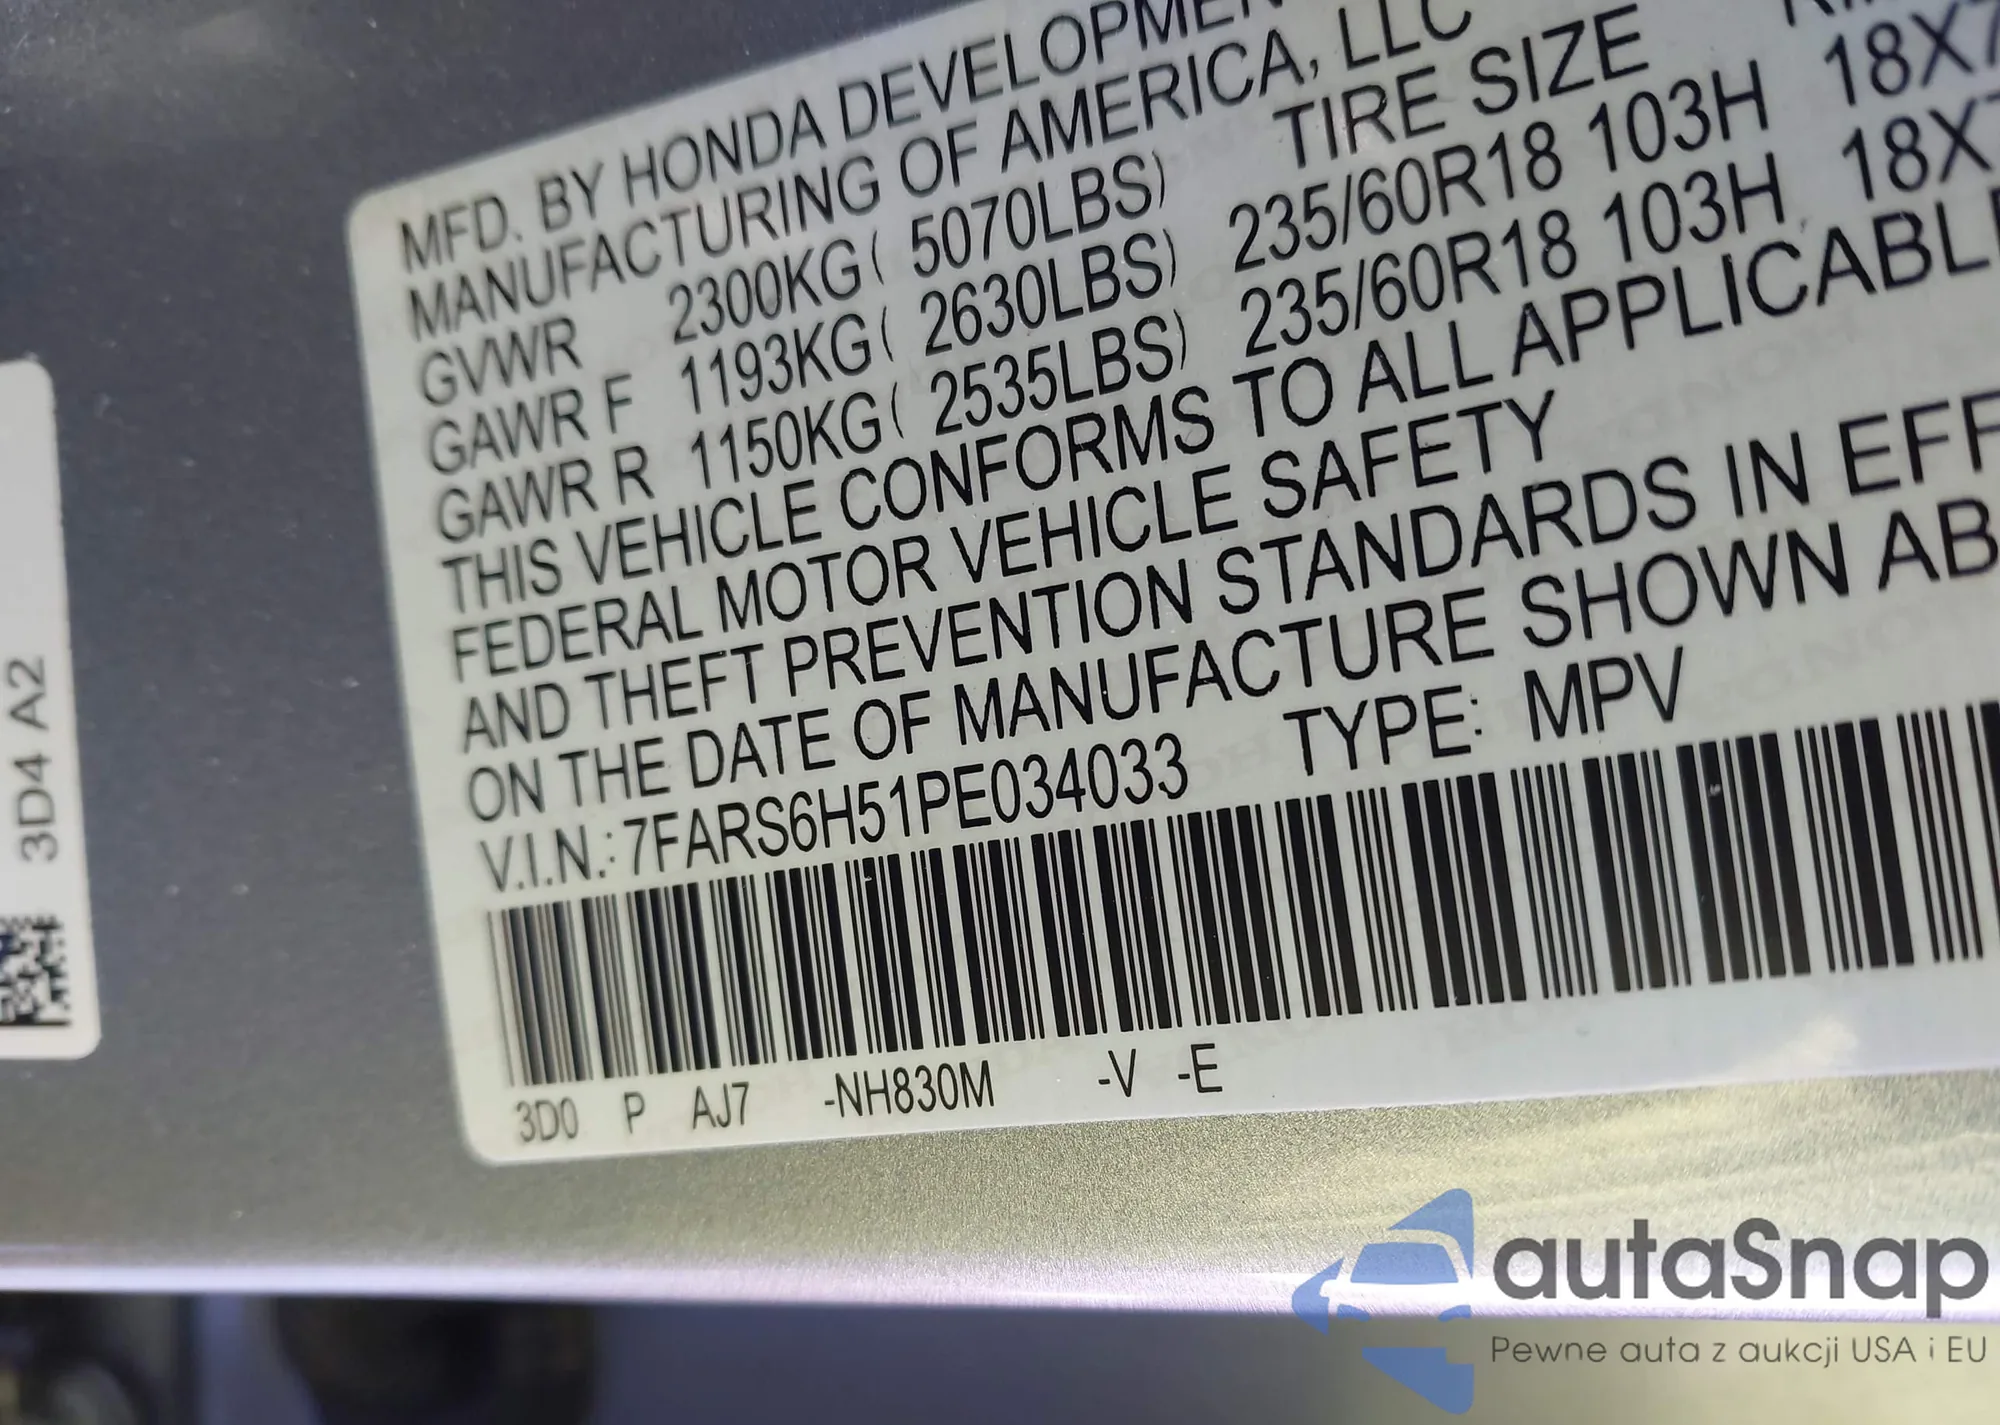 MFD. BY HONDA DEVELOPMEN
MANUFACTURING OF AMERICA, LLC
TIRE SIZE
GVWR 2300KG( 5070LBS)
GAWR F 1193KG( 2630LBS) 235/60R18 103H 18X7
GAWR R 1150KG( 2535LBS) 235/60R18 103H 18X7
THIS VEHICLE CONFORMS TO ALL APPLICABLE
FEDERAL MOTOR VEHICLE SAFETY
AND THEFT PREVENTION STANDARDS IN EFF
ON THE DATE OF MANUFACTURE SHOWN AB
V.I.N.: 7FARS6H51PE034033 TYPE: MPV
3D0 P AJ7 -NH830M -V -E
3D4 A2
autaSnap
Pewne auta z aukcji USA i EU